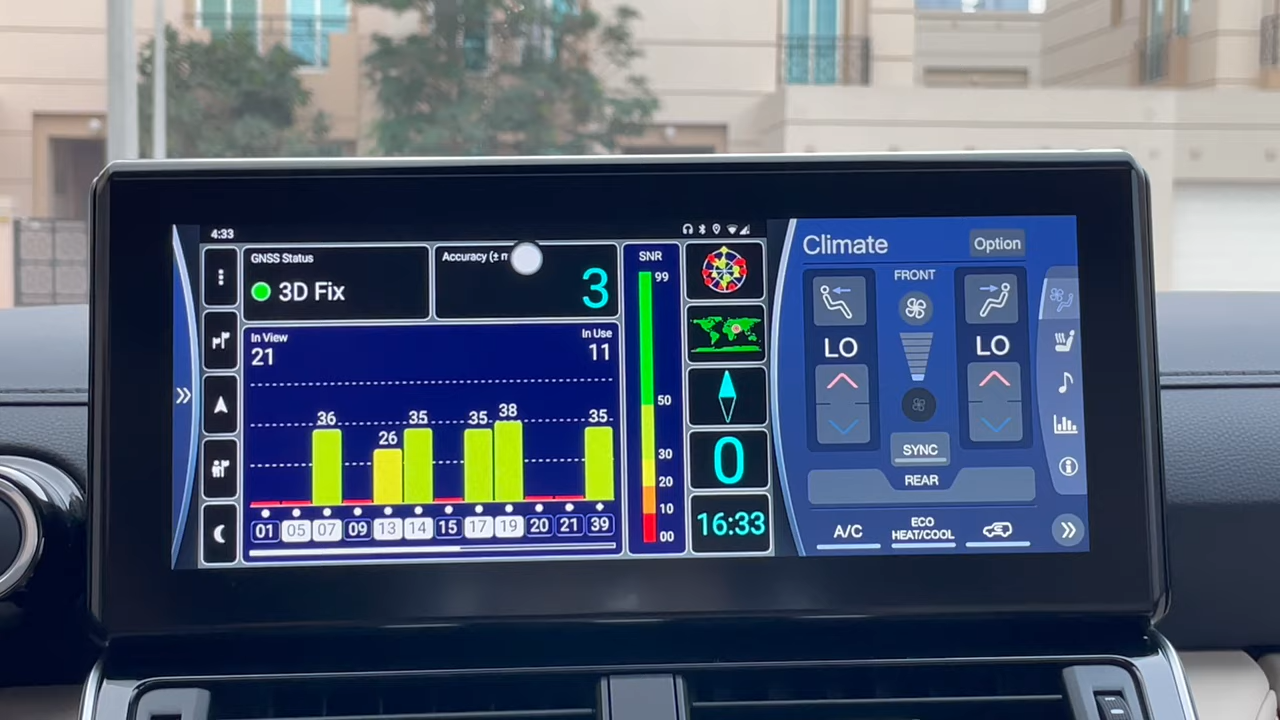 4:33
GNSS Status
3D Fix
Accuracy (± m
3
In View
21
In Use
11
36
26
35
35
38
35
01 05 07 09 13 14 15 17 19 20 21 39
SNR
99
50
30
20
10
00
0
16:33
Climate
Option
FRONT
LO
LO
SYNC
REAR
A/C
ECO
HEAT/COOL